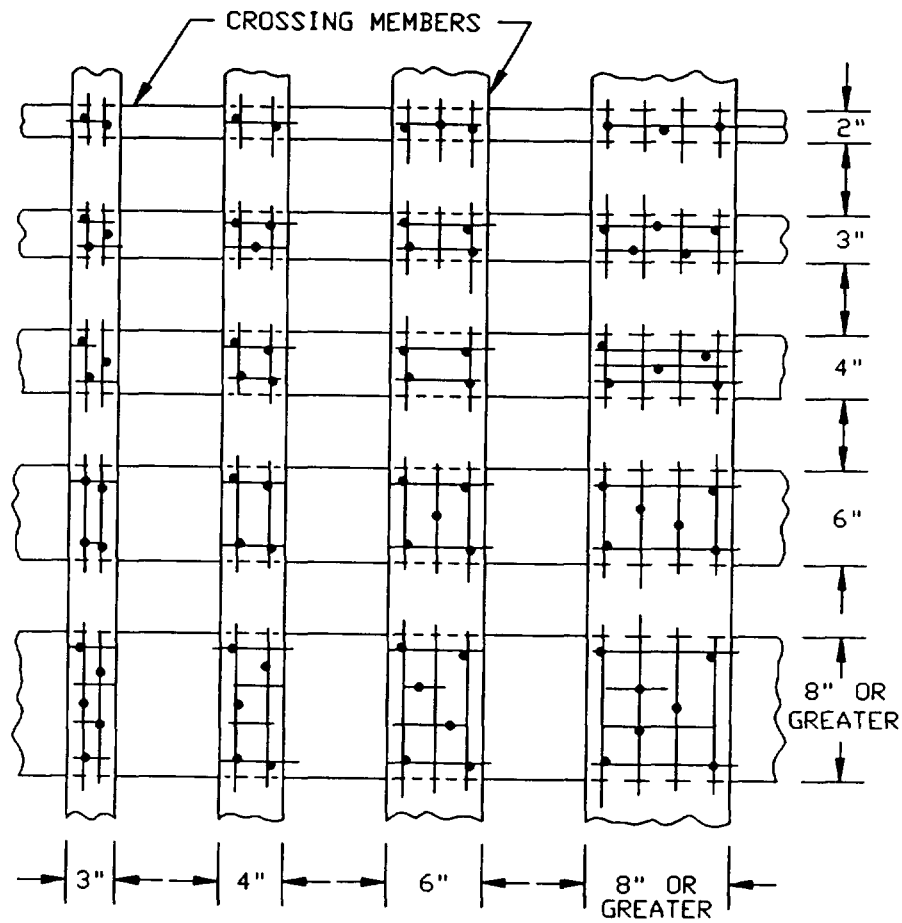 CROSSING MEMBERS
2"
3"
4"
6"
8" OR
GREATER
3"
4"
6"
8" OR
GREATER